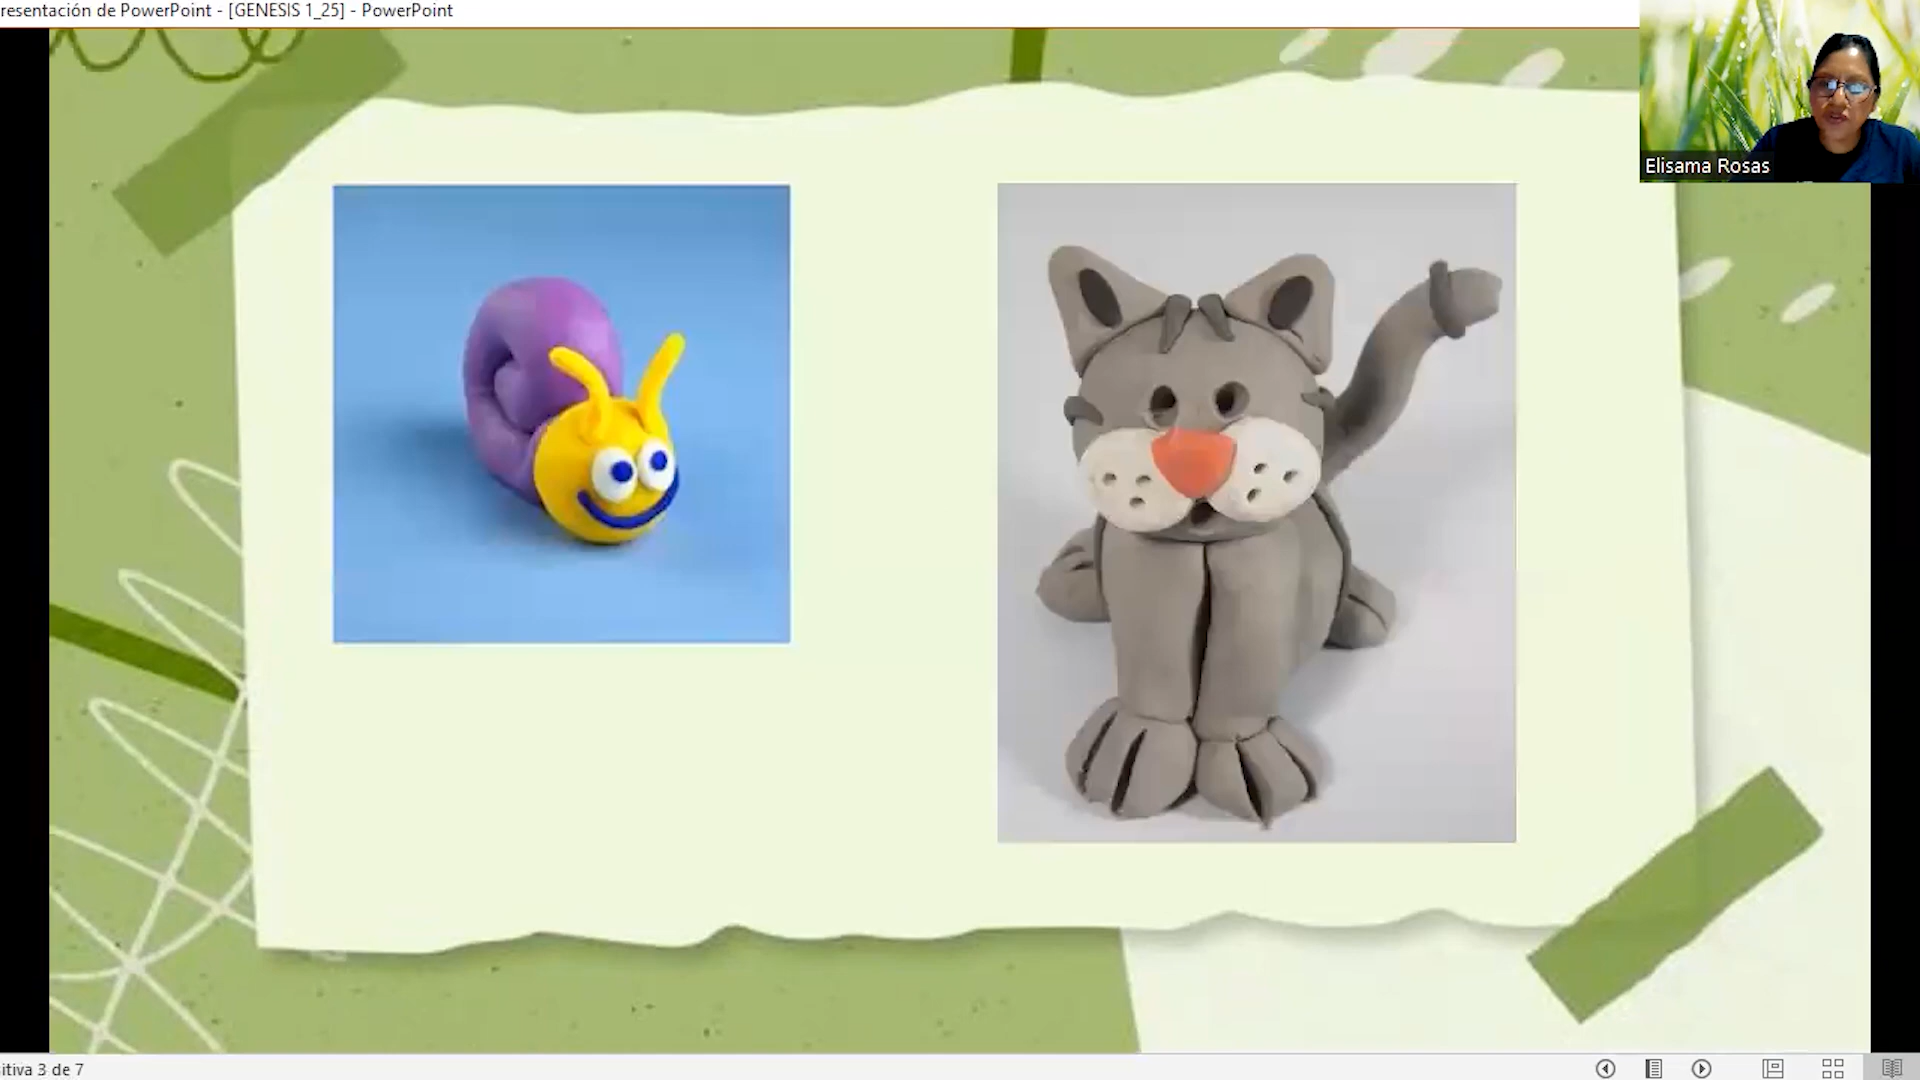 resentación de PowerPoint - [GENESIS 1_25] - PowerPoint
Elisama Rosas
itiva 3 de 7